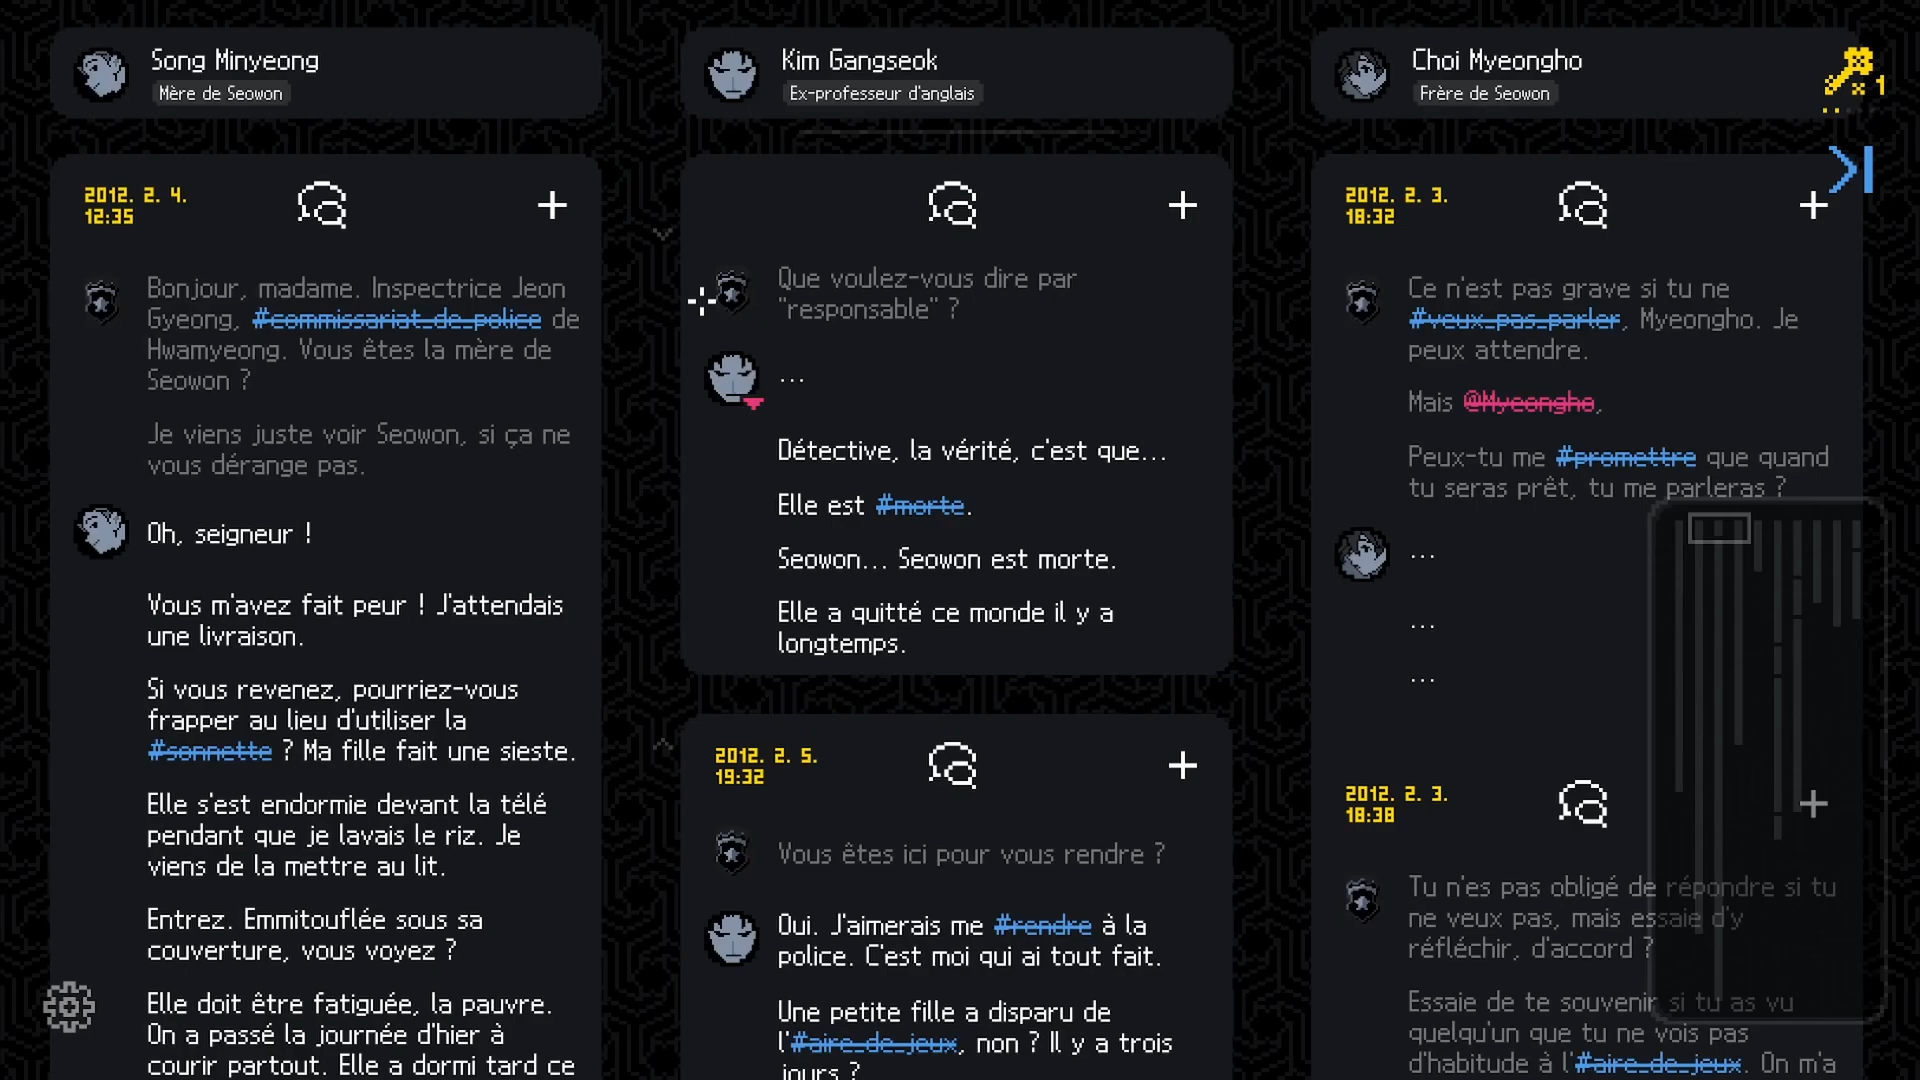 Song Minyeong
Mère de Seowon
2012. 2. 4.
12:35
Bonjour, madame. Inspectrice Jeon
Gyeong, #commissariat_de_police de
Hwamyeong. Vous êtes la mère de
Seowon ?
Je viens juste voir Seowon, si ça ne
vous dérange pas.
Oh, seigneur !
Vous m'avez fait peur ! J'attendais
une livraison.
Si vous revenez, pourriez-vous
frapper au lieu d'utiliser la
#sonnette ? Ma fille fait une sieste.
Elle s'est endormie devant la télé
pendant que je lavais le riz. Je
viens de la mettre au lit.
Entrez. Emmitouflée sous sa
couverture, vous voyez ?
Elle doit être fatiguée, la pauvre.
On a passé la journée d'hier à
courir partout. Elle a dormi tard ce
Kim Gangseok
Ex-professeur d'anglais
Que voulez-vous dire par
"responsable" ?
...
Détective, la vérité, c'est que...
Elle est #morte.
Seowon... Seowon est morte.
Elle a quitté ce monde il y a
longtemps.
2012. 2. 5.
19:32
Vous êtes ici pour vous rendre ?
Oui. J'aimerais me #rendre à la
police. C'est moi qui ai tout fait.
Une petite fille a disparu de
l'#aire_de_jeux, non ? Il y a trois
jours ?
Choi Myeongho
Frère de Seowon
x 1
2012. 2. 3.
18:32
Ce n'est pas grave si tu ne
#veux_pas_parler, Myeongho. Je
peux attendre.
Mais @Myeongho,
Peux-tu me #promettre que quand
tu seras prêt, tu me parleras ?
...
...
...
2012. 2. 3.
18:38
Tu n'es pas obligé de répondre si tu
ne veux pas, mais essaie d'y
réfléchir, d'accord ?
Essaie de te souvenir si tu as vu
quelqu'un que tu ne vois pas
d'habitude à l'#aire_de_jeux. On m'a